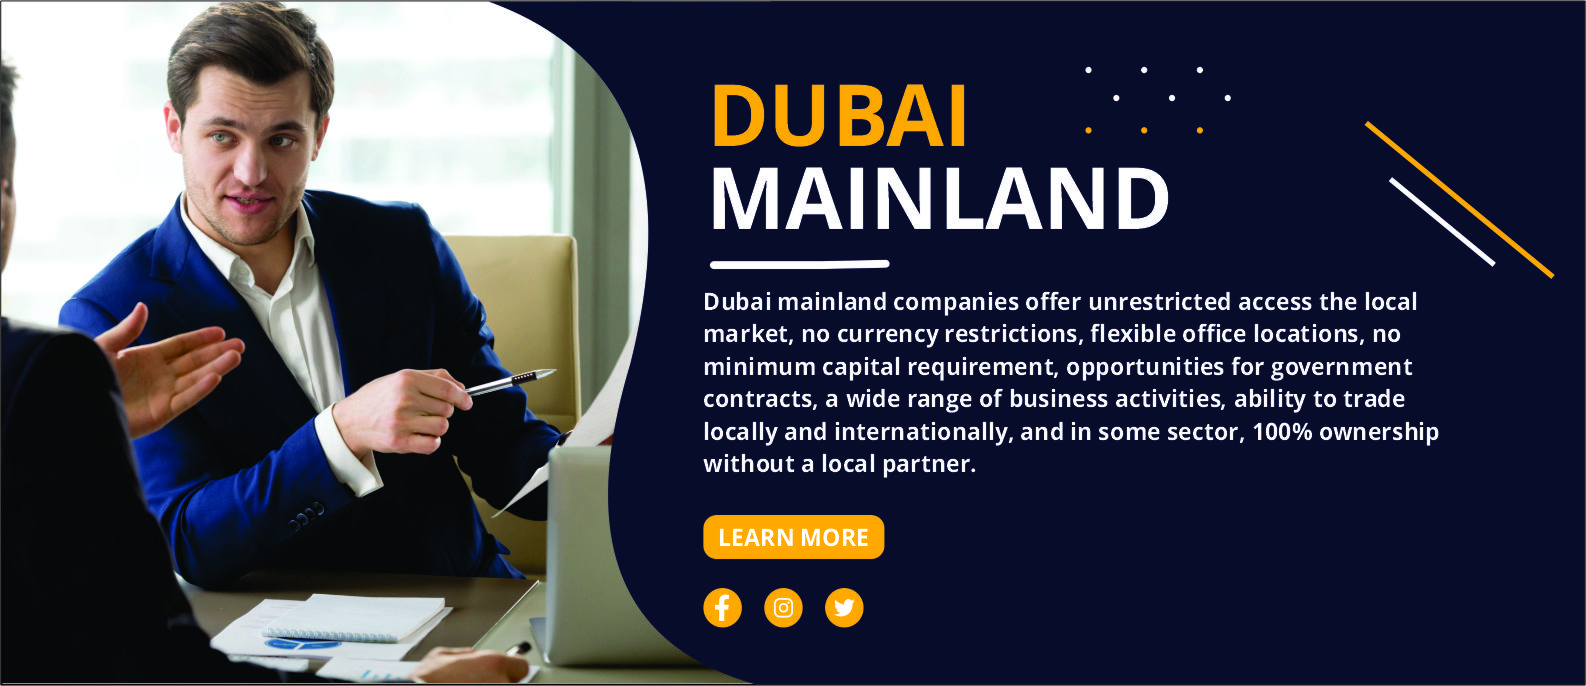 DUBAI
MAINLAND
Dubai mainland companies offer unrestricted access the local
market, no currency restrictions, flexible office locations, no
minimum capital requirement, opportunities for government
contracts, a wide range of business activities, ability to trade
locally and internationally, and in some sector, 100% ownership
without a local partner.
LEARN MORE